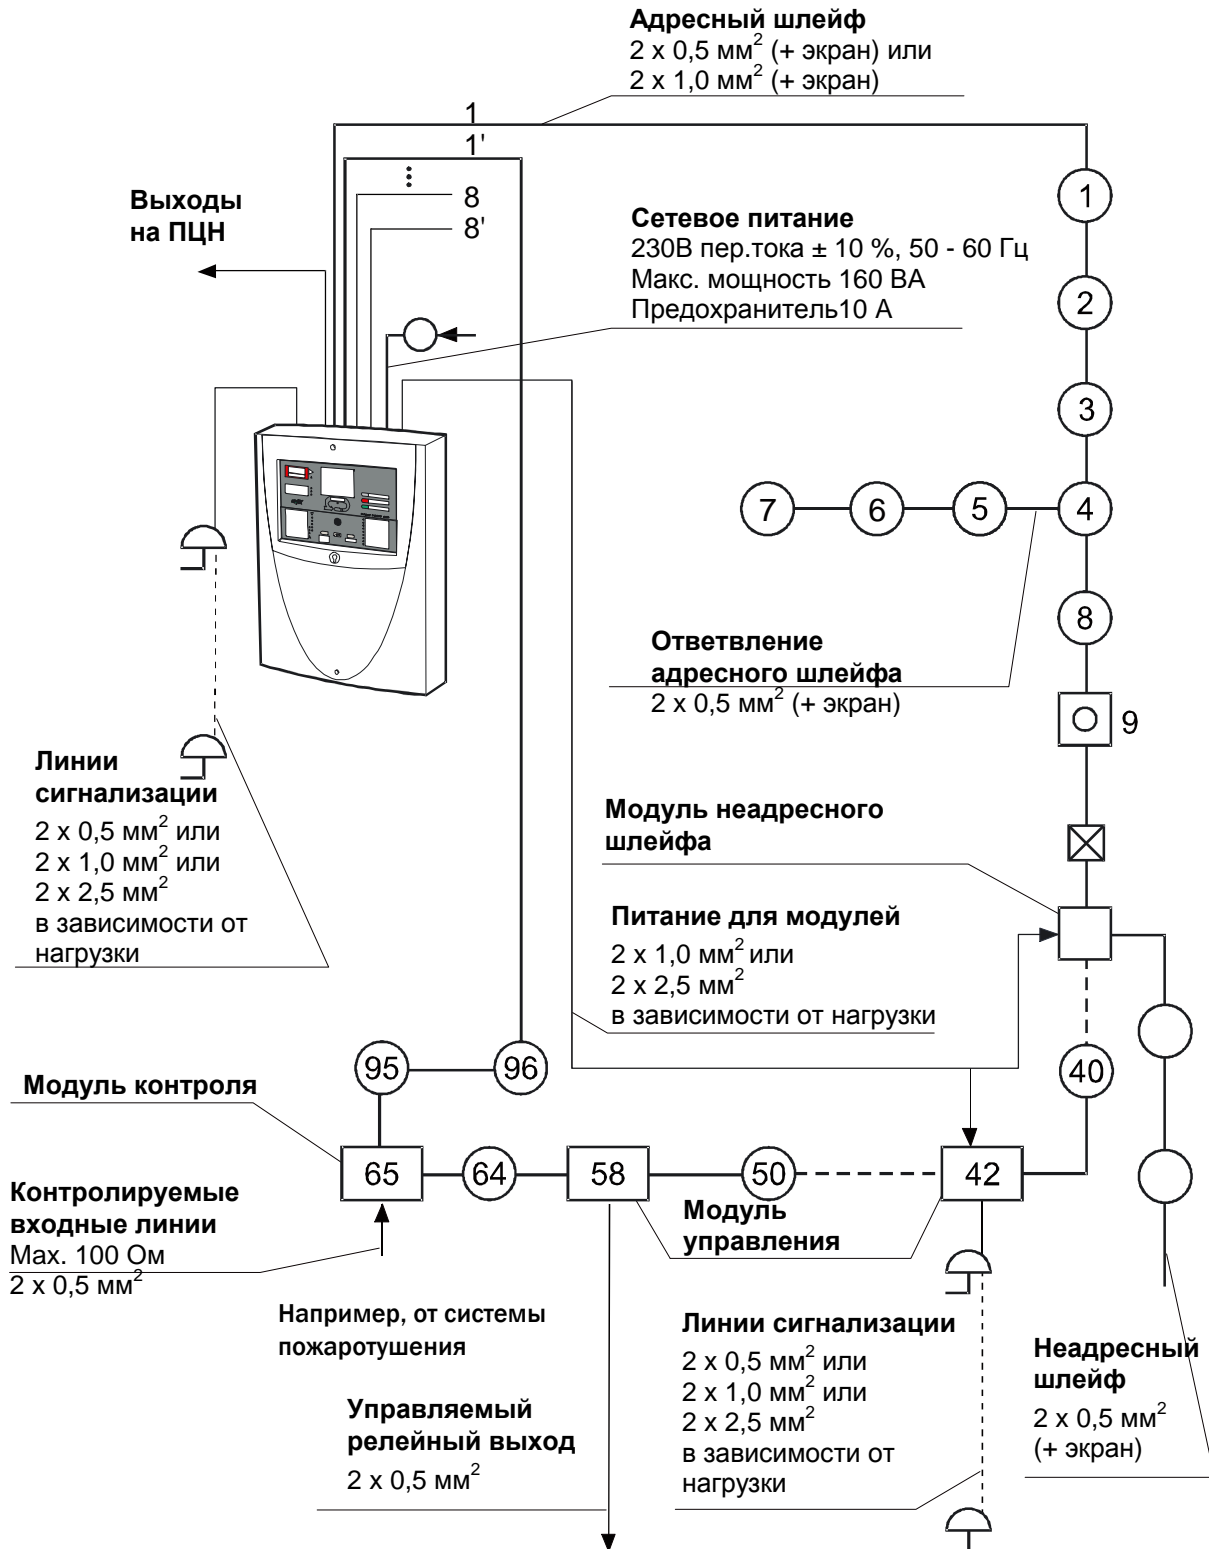 Адресный шлейф
2 x 0,5 мм² (+ экран) или
2 x 1,0 мм² (+ экран)
1
1'
8
8'
Выходы
на ПЦН
Сетевое питание
230В пер.тока ± 10 %, 50 - 60 Гц
Макс. мощность 160 ВА
Предохранитель10 А
1
2
3
7
6
5
4
8
Ответвление
адресного шлейфа
2 x 0,5 мм² (+ экран)
9
Линии
сигнализации
2 x 0,5 мм² или
2 x 1,0 мм² или
2 x 2,5 мм²
в зависимости от
нагрузки
Модуль неадресного
шлейфа
Питание для модулей
2 x 1,0 мм² или
2 x 2,5 мм²
в зависимости от нагрузки
95
96
40
Модуль контроля
65
64
58
50
42
Контролируемые
входные линии
Max. 100 Ом
2 x 0,5 мм²
Модуль
управления
Например, от системы
пожаротушения
Управляемый
релейный выход
2 x 0,5 мм²
Линии сигнализации
2 x 0,5 мм² или
2 x 1,0 мм² или
2 x 2,5 мм²
в зависимости от
нагрузки
Неадресный
шлейф
2 x 0,5 мм²
(+ экран)